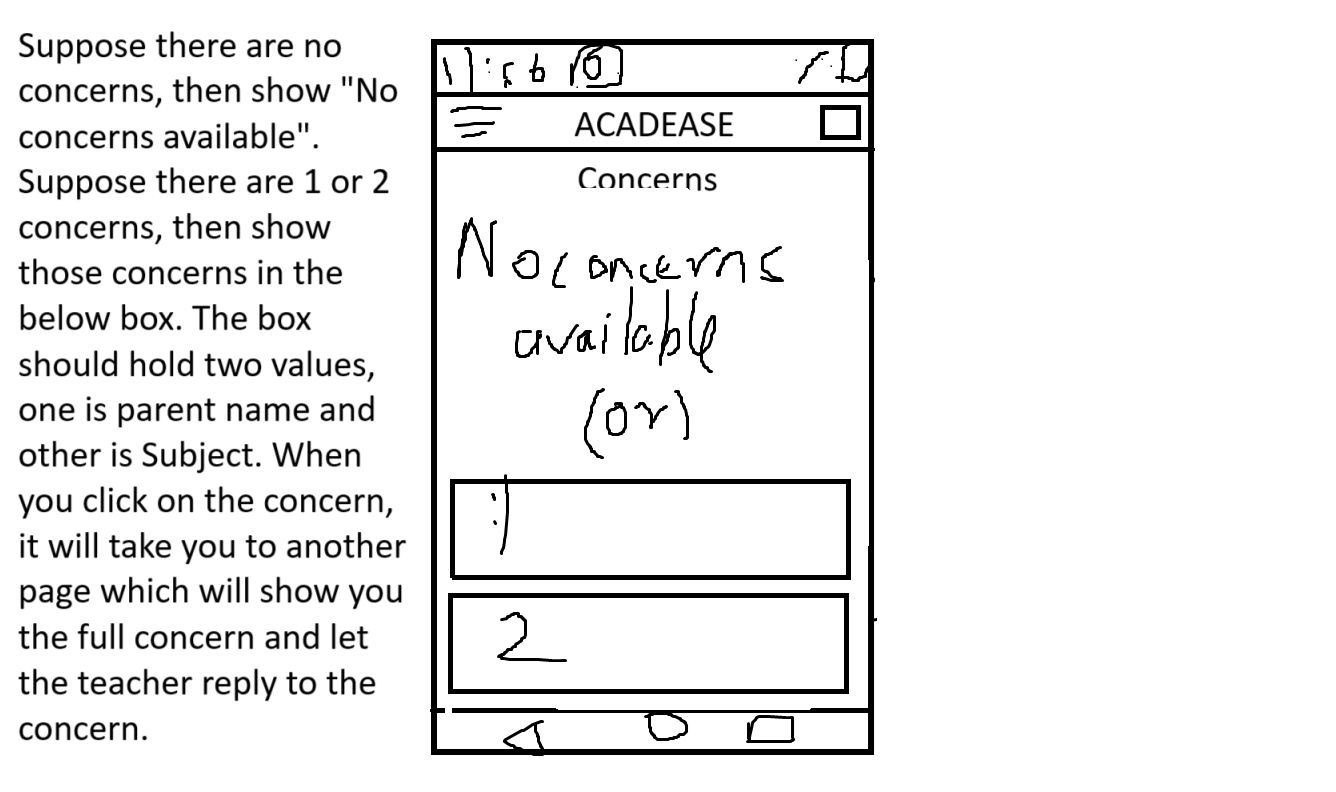 Suppose there are no
concerns, then show "No
concerns available".
Suppose there are 1 or 2
concerns, then show
those concerns in the
below box. The box
should hold two values,
one is parent name and
other is Subject. When
you click on the concern,
it will take you to another
page which will show you
the full concern and let
the teacher reply to the
concern.
11:56
ACADEASE
Concerns
No concerns
available
(or)
2